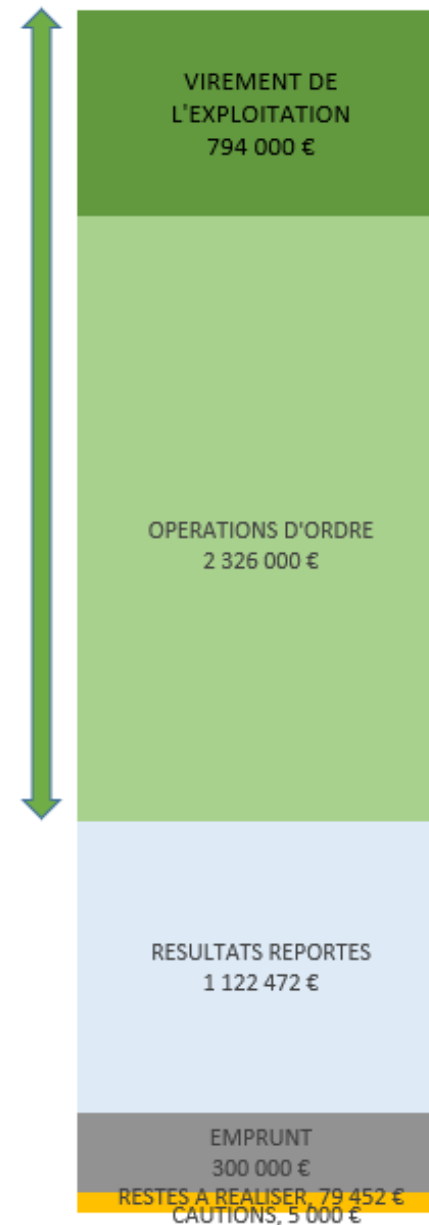 VIREMENT DE
L'EXPLOITATION
794 000 €
OPERATIONS D'ORDRE
2 326 000 €
RESULTATS REPORTES
1 122 472 €
EMPRUNT
300 000 €
RESTES A REALISER, 79 452 €
CAUTIONS, 5 000 €